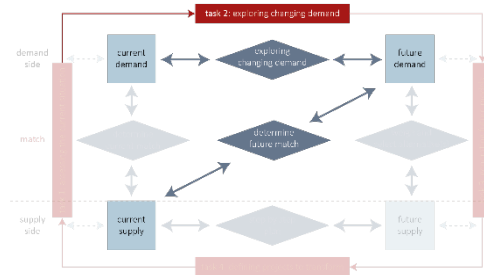 task 2: exploring changing demand
demand
side
current
demand
exploring
changing demand
future
demand
match
determine
future match
supply
side
current
supply
future
supply